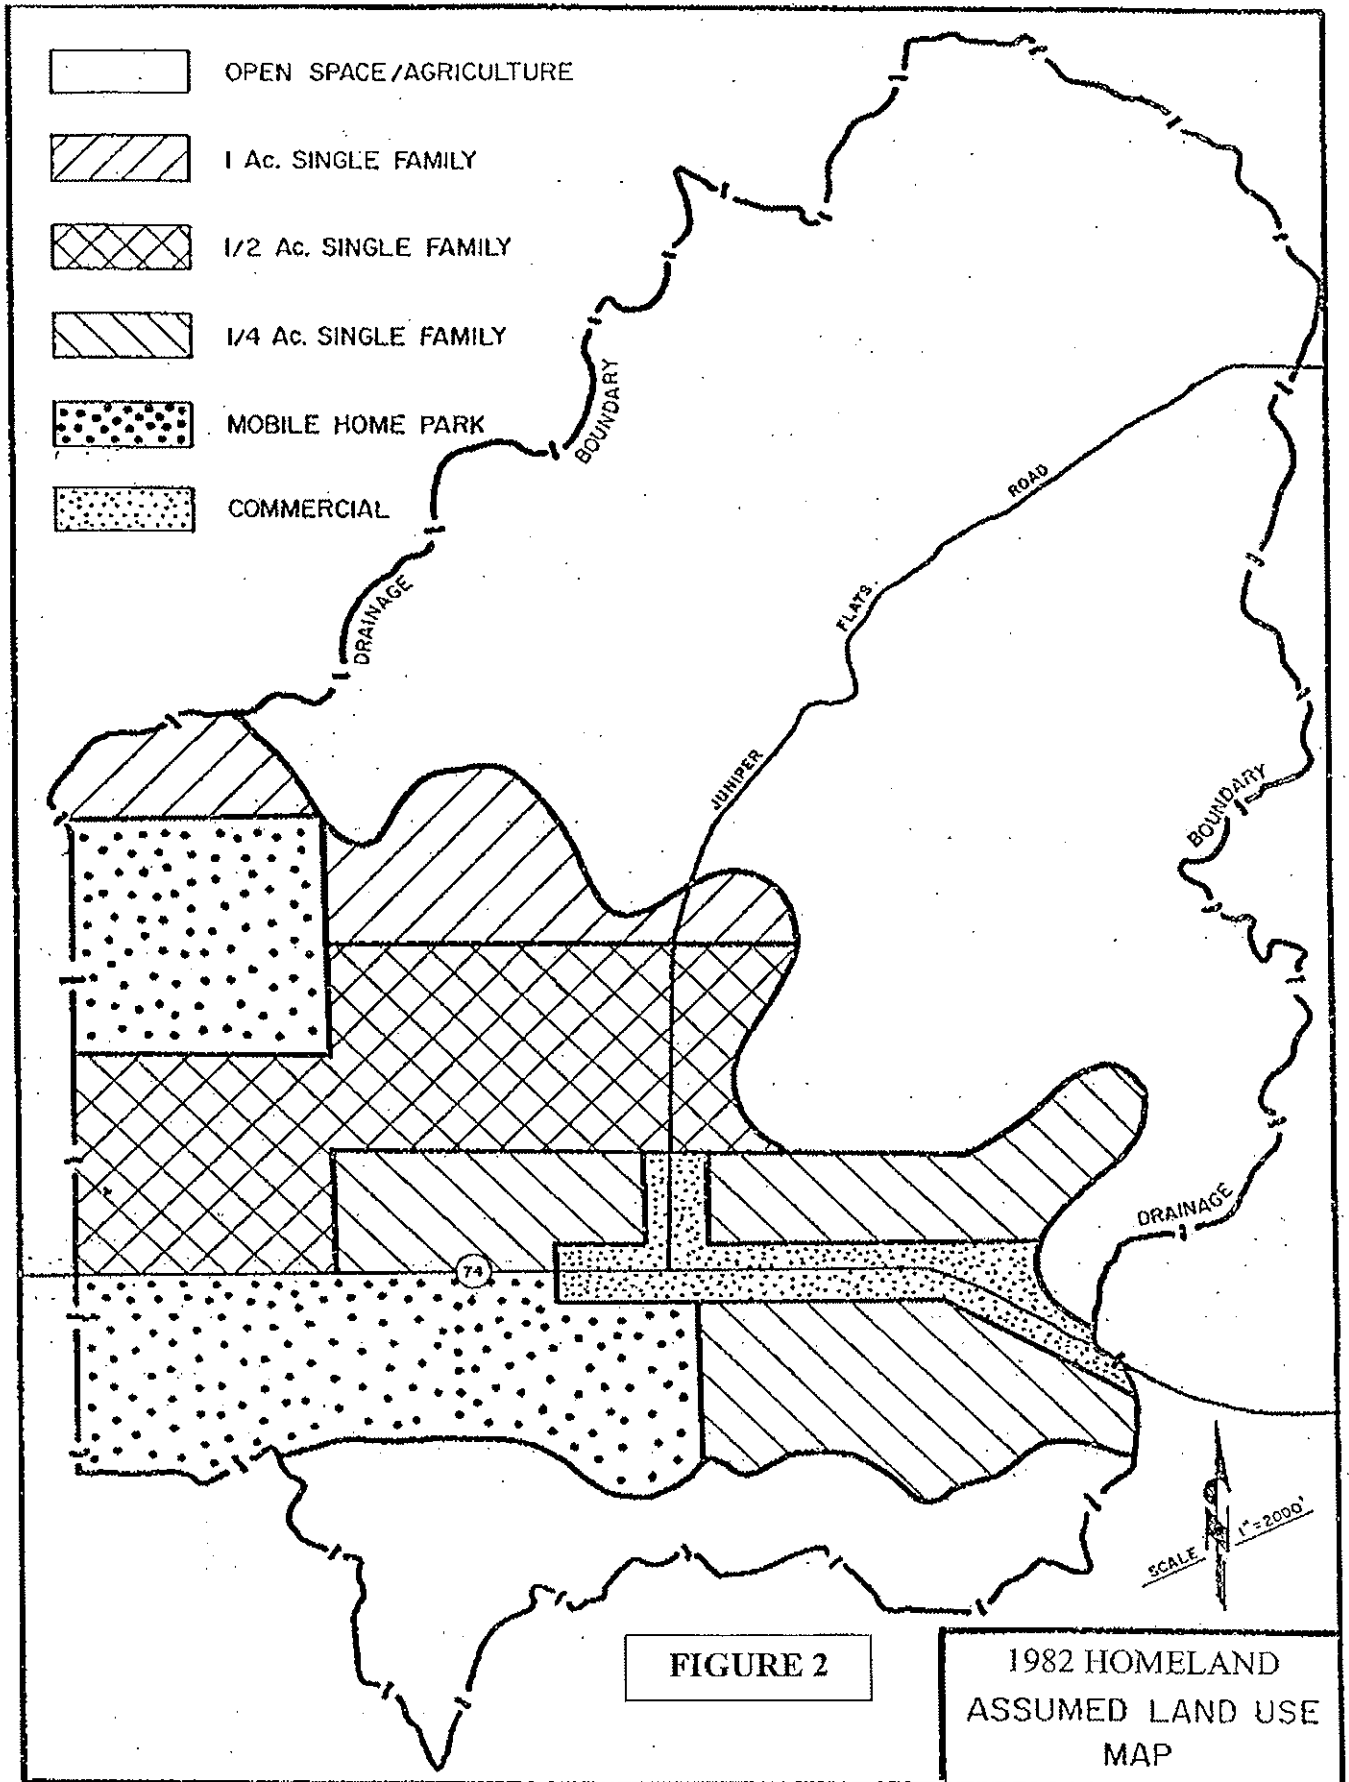 OPEN SPACE/AGRICULTURE
1 Ac. SINGLE FAMILY
1/2 Ac. SINGLE FAMILY
1/4 Ac. SINGLE FAMILY
MOBILE HOME PARK
COMMERCIAL
BOUNDARY
DRAINAGE
ROAD
FLATS
JUNIPER
BOUNDARY
DRAINAGE
74
SCALE 1"=2000'
FIGURE 2
1982 HOMELAND
ASSUMED LAND USE
MAP